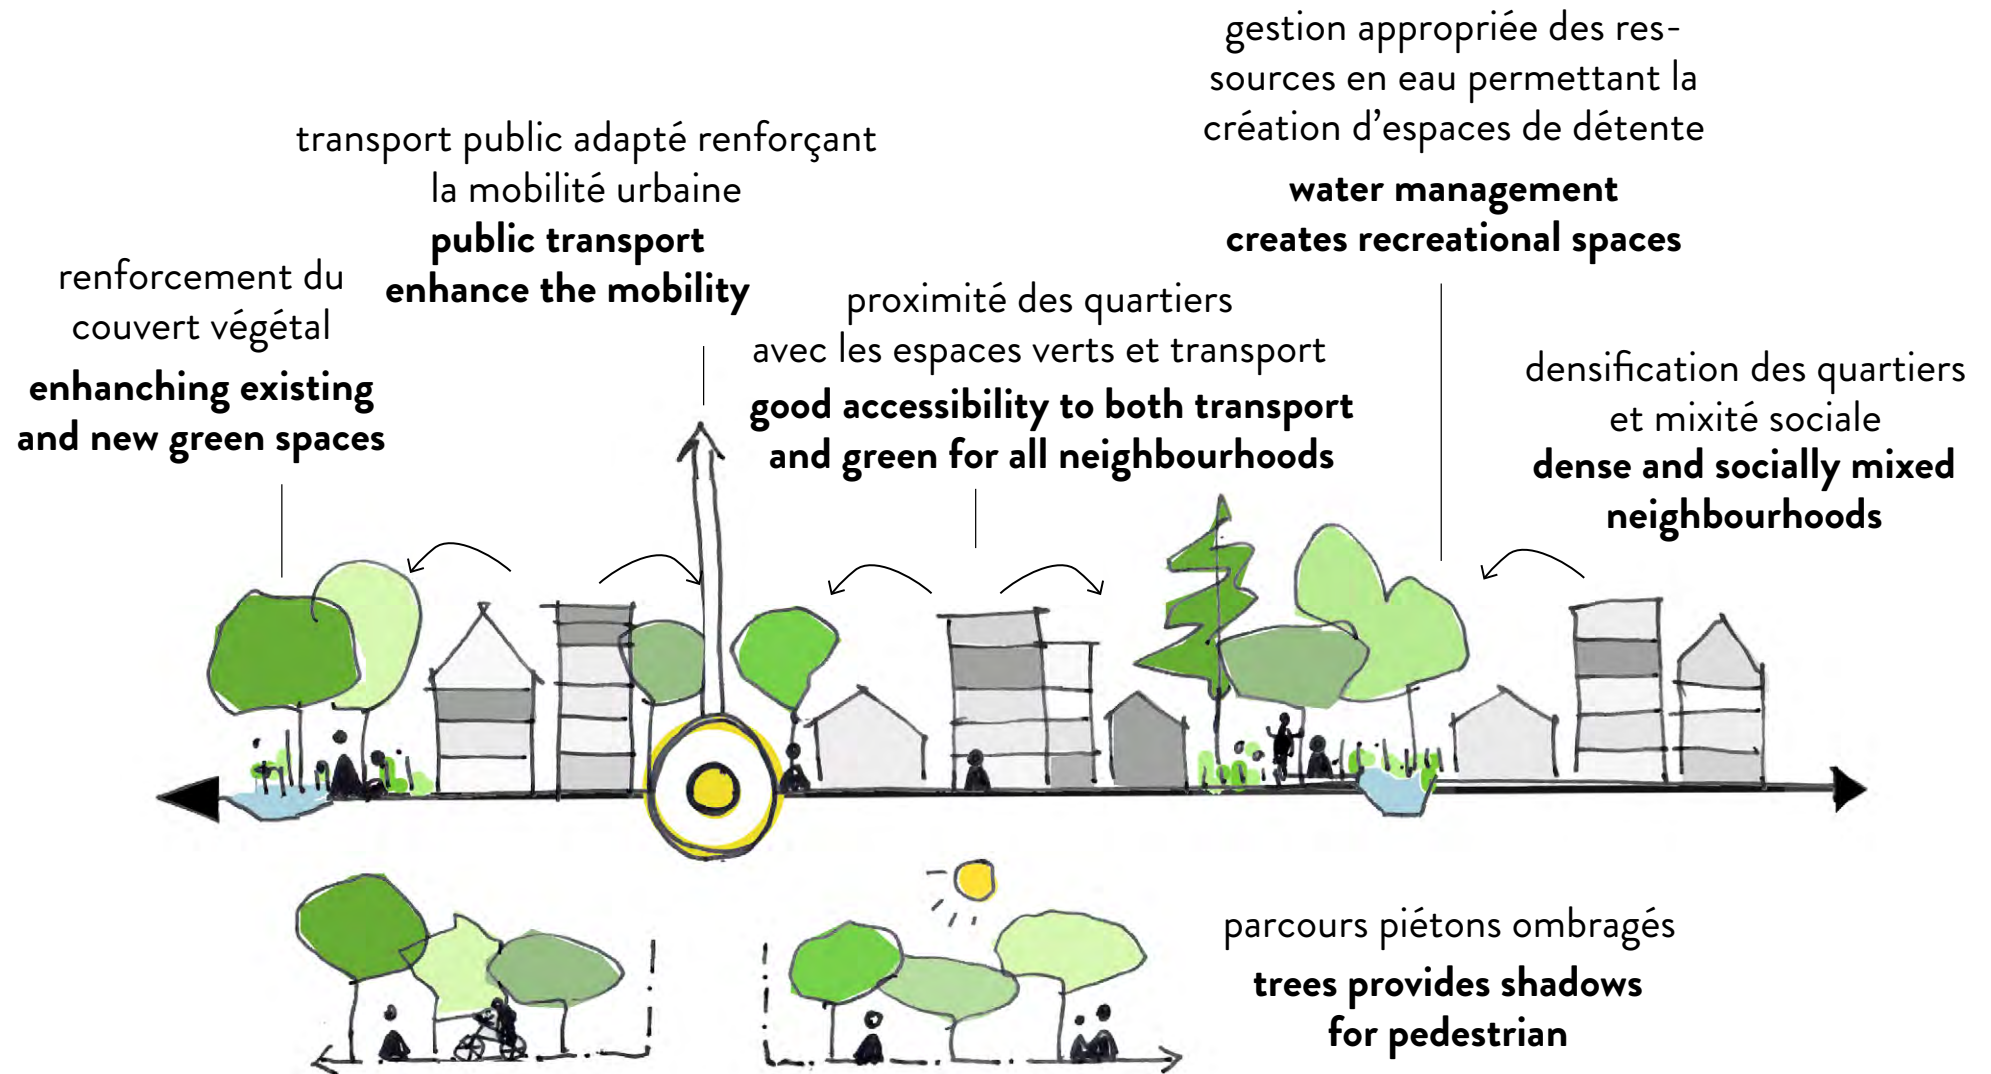 renforcement du
couvert végétal
enhanching existing
and new green spaces
transport public adapté renforçant
la mobilité urbaine
public transport
enhance the mobility
proximité des quartiers
avec les espaces verts et transport
good accessibility to both transport
and green for all neighbourhoods
gestion appropriée des res-
sources en eau permettant la
création d’espaces de détente
water management
creates recreational spaces
densification des quartiers
et mixité sociale
dense and socially mixed
neighbourhoods
parcours piétons ombragés
trees provides shadows
for pedestrian